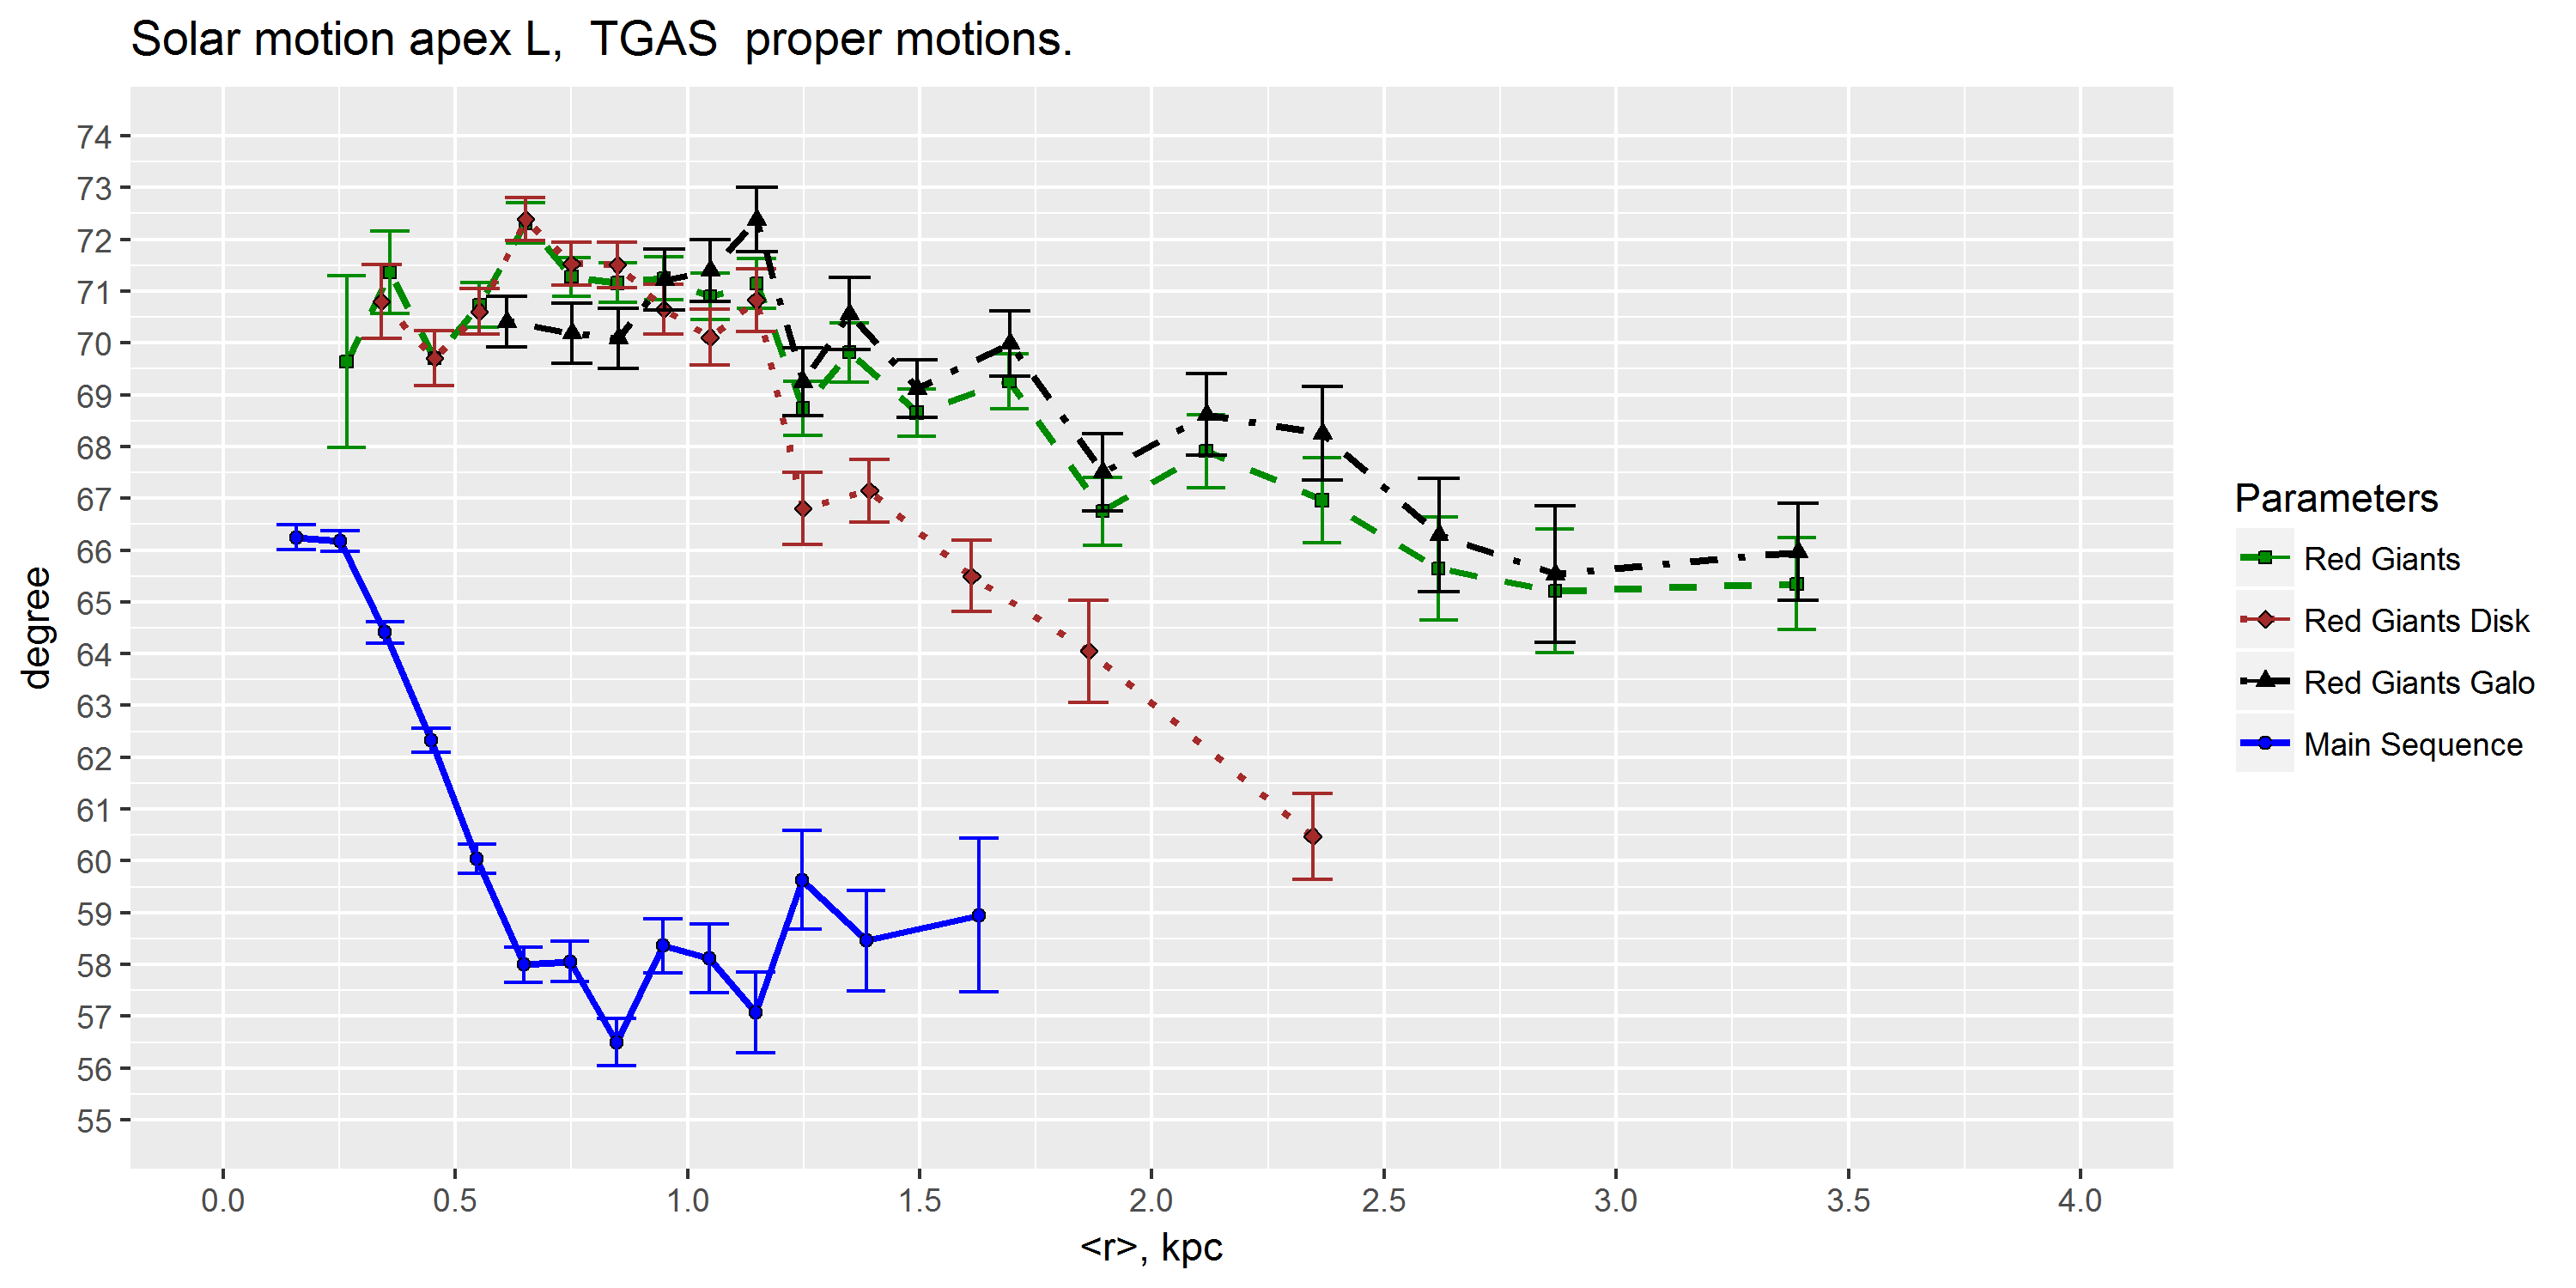 Solar motion apex L,  TGAS  proper motions.
74
73
72
71
70
69
68
67
66
65
64
63
62
61
60
59
58
57
56
55
degree
0.0 0.5 1.0 1.5 2.0 2.5 3.0 3.5 4.0
<r>, kpc
Parameters
Red Giants
Red Giants Disk
Red Giants Galo
Main Sequence